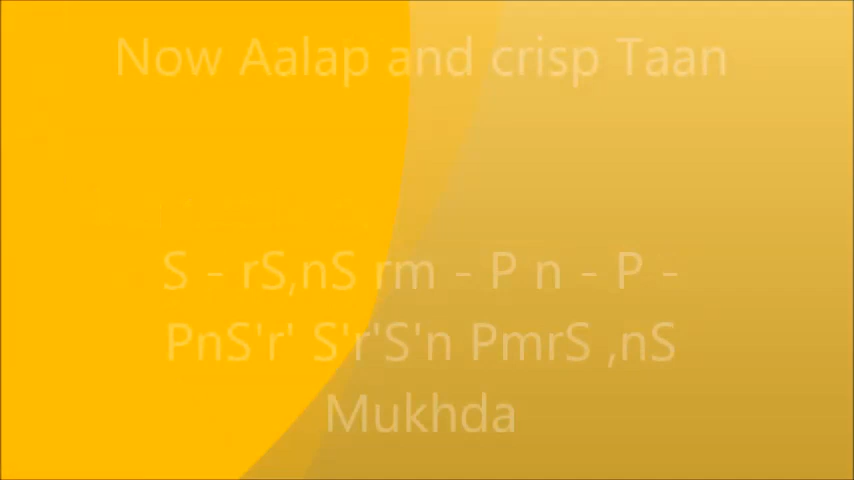 Now Aalap and crisp Taan
S - rS,nS rm - P n - P -
PnS'r' S'r'S'n PmrS ,nS
Mukhda